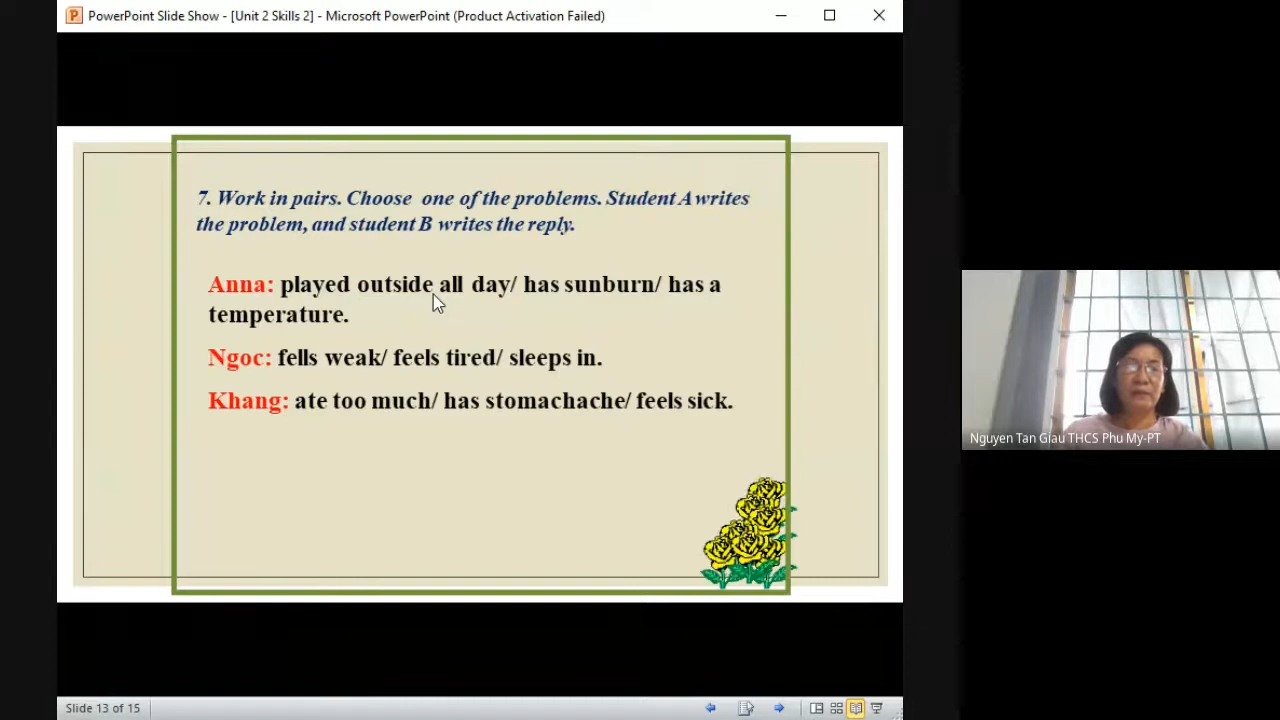 PowerPoint Slide Show - [Unit 2 Skills 2] - Microsoft PowerPoint (Product Activation Failed)
7. Work in pairs. Choose one of the problems. Student A writes
the problem, and student B writes the reply.
Anna: played outside all day/ has sunburn/ has a
temperature.
Ngoc: fells weak/ feels tired/ sleeps in.
Khang: ate too much/ has stomachache/ feels sick.
Nguyen Tan Giau THCS Phu My-PT
Slide 13 of 15